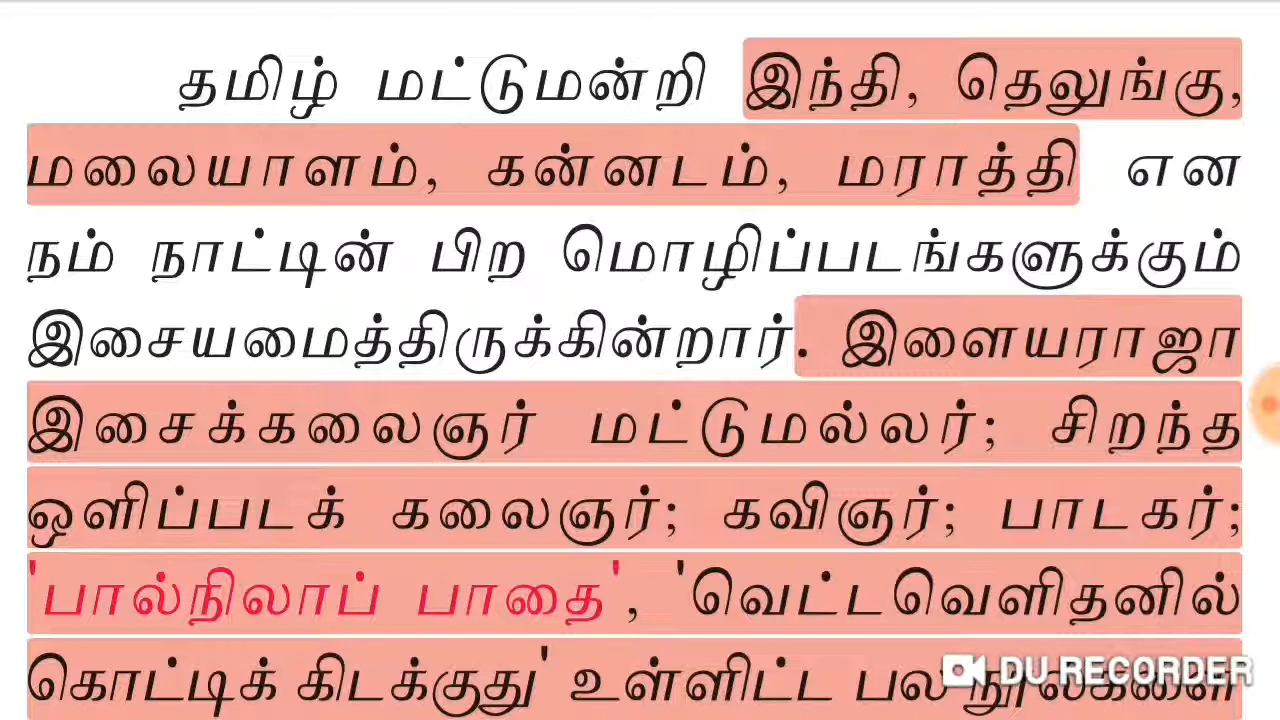 தமிழ் மட்டுமன்றி இந்தி, தெலுங்கு,
மலையாளம், கன்னடம், மராத்தி என
நம் நாட்டின் பிற மொழிப்படங்களுக்கும்
இசையமைத்திருக்கின்றார். இளையராஜா
இசைக்கலைஞர் மட்டுமல்லர்; சிறந்த
ஒளிப்படக் கலைஞர்; கவிஞர்; பாடகர்;
'பால்நிலாப் பாதை', 'வெட்டவெளிதனில்
கொட்டிக் கிடக்குது' உள்ளிட்ட பல நூல்களை
DU RECORDER